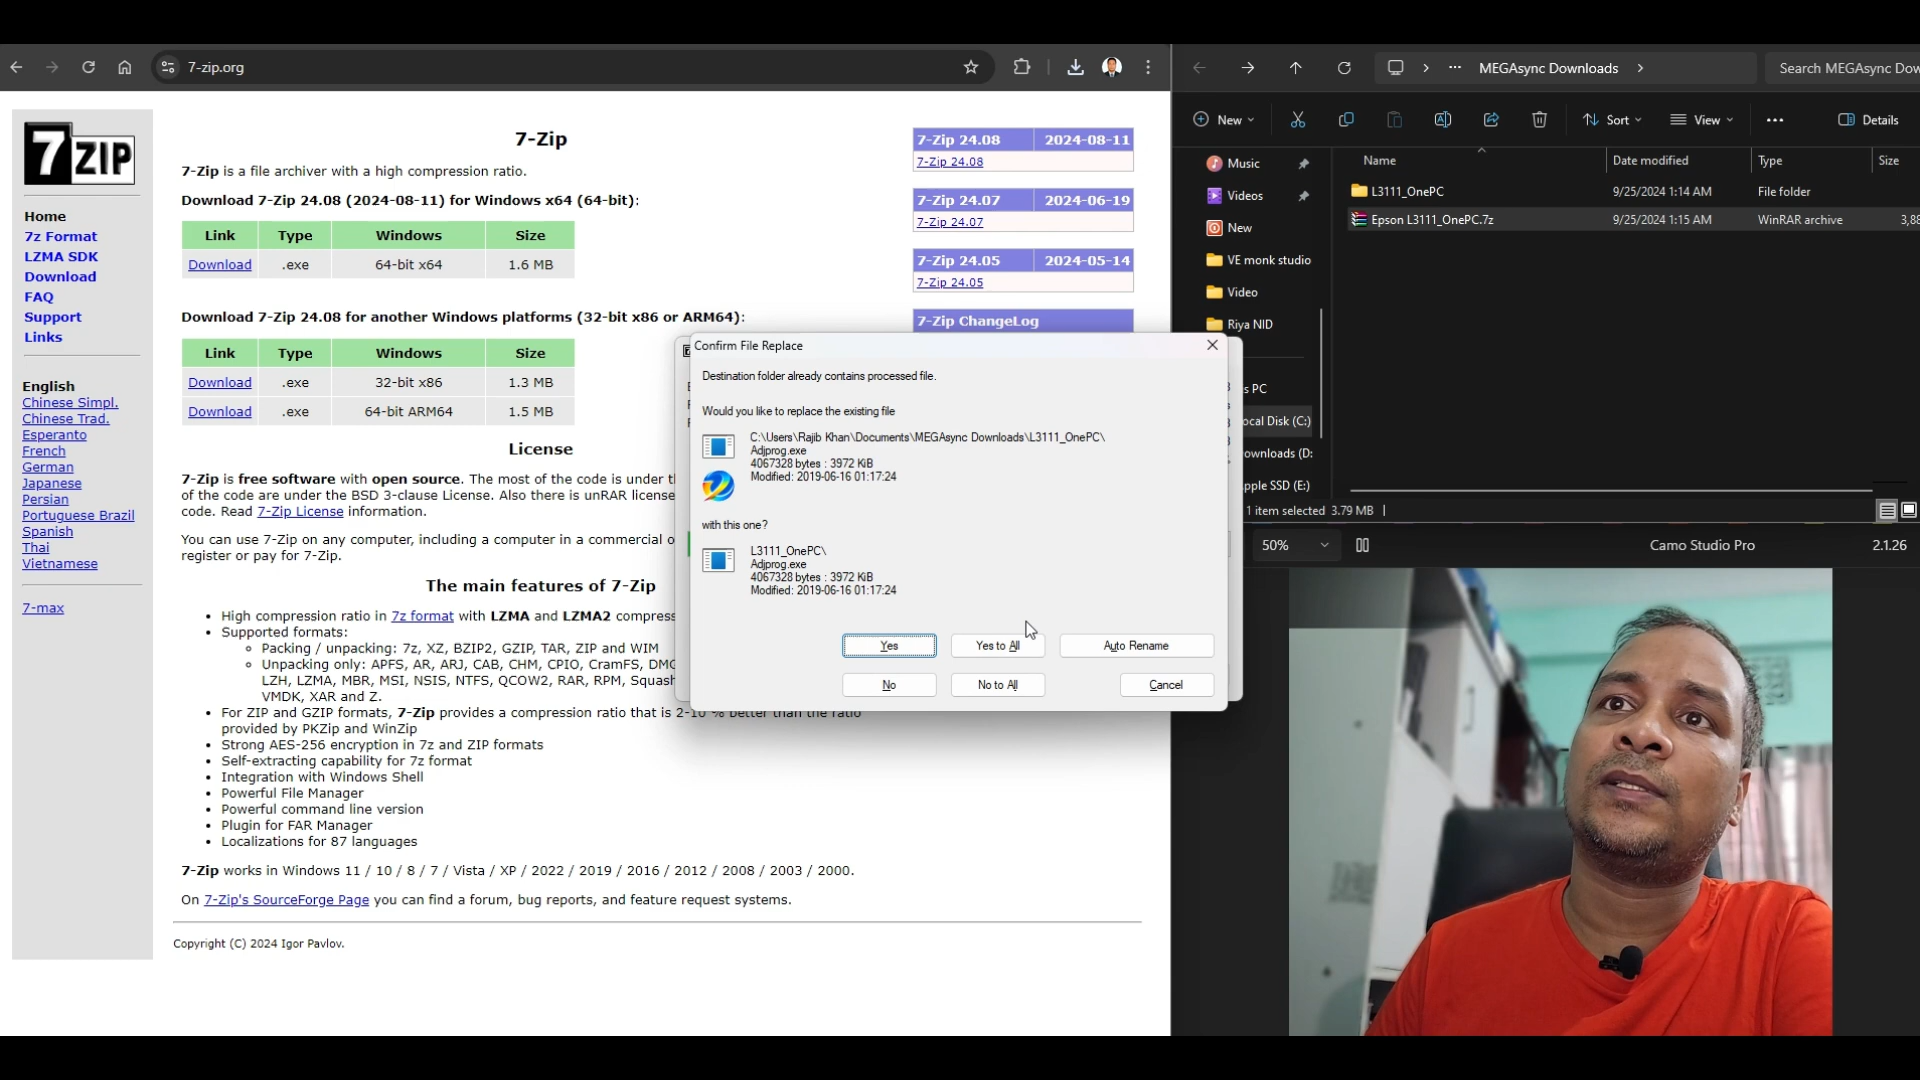 7-zip.org
7ZIP
Home
7z Format
LZMA SDK
Download
FAQ
Support
Links
English
Chinese Simpl.
Chinese Trad.
Esperanto
French
German
Japanese
Persian
Portuguese Brazil
Spanish
Thai
Vietnamese
7-max
7-Zip
7-Zip is a file archiver with a high compression ratio.
Download 7-Zip 24.08 (2024-08-11) for Windows x64 (64-bit):
Link Type Windows Size
Download .exe 64-bit x64 1.6 MB
Download 7-Zip 24.08 for another Windows platforms (32-bit x86 or ARM64):
Link Type Windows Size
Download .exe 32-bit x86 1.3 MB
Download .exe 64-bit ARM64 1.5 MB
License
7-Zip is free software with open source. The most of the code is under t
of the code are under the BSD 3-clause License. Also there is unRAR license
code. Read 7-Zip License information.
You can use 7-Zip on any computer, including a computer in a commercial o
register or pay for 7-Zip.
The main features of 7-Zip
High compression ratio in 7z format with LZMA and LZMA2 compress
Supported formats:
Packing / unpacking: 7z, XZ, BZIP2, GZIP, TAR, ZIP and WIM
Unpacking only: APFS, AR, ARJ, CAB, CHM, CPIO, CramFS, DMG
LZH, LZMA, MBR, MSI, NSIS, NTFS, QCOW2, RAR, RPM, Squash
VMDK, XAR and Z.
For ZIP and GZIP formats, 7-Zip provides a compression ratio that is 2-10 % better than the ratio
provided by PKZip and WinZip
Strong AES-256 encryption in 7z and ZIP formats
Self-extracting capability for 7z format
Integration with Windows Shell
Powerful File Manager
Powerful command line version
Plugin for FAR Manager
Localizations for 87 languages
7-Zip works in Windows 11 / 10 / 8 / 7 / Vista / XP / 2022 / 2019 / 2016 / 2012 / 2008 / 2003 / 2000.
On 7-Zip's SourceForge Page you can find a forum, bug reports, and feature request systems.
Copyright (C) 2024 Igor Pavlov.
7-Zip 24.08 2024-08-11
7-Zip 24.08
7-Zip 24.07 2024-06-19
7-Zip 24.07
7-Zip 24.05 2024-05-14
7-Zip 24.05
7-Zip ChangeLog
Confirm File Replace
Destination folder already contains processed file.
Would you like to replace the existing file
C:\Users\Rajib Khan\Documents\MEGAsync Downloads\L3111_OnePC\
Adjprog.exe
4067328 bytes : 3972 KiB
Modified: 2019-06-16 01:17:24
with this one?
L3111_OnePC\
Adjprog.exe
4067328 bytes : 3972 KiB
Modified: 2019-06-16 01:17:24
Yes Yes to All Auto Rename
No No to All Cancel
MEGAsync Downloads
Search MEGAsync Dow
New Sort View Details
Music
Videos
New
VE monk studio
Video
Riya NID
s PC
ocal Disk (C:)
ownloads (D:
pple SSD (E:)
Name Date modified Type Size
L3111_OnePC 9/25/2024 1:14 AM File folder
Epson L3111_OnePC.7z 9/25/2024 1:15 AM WinRAR archive 3,88
1 item selected 3.79 MB
50% Camo Studio Pro 2.1.26